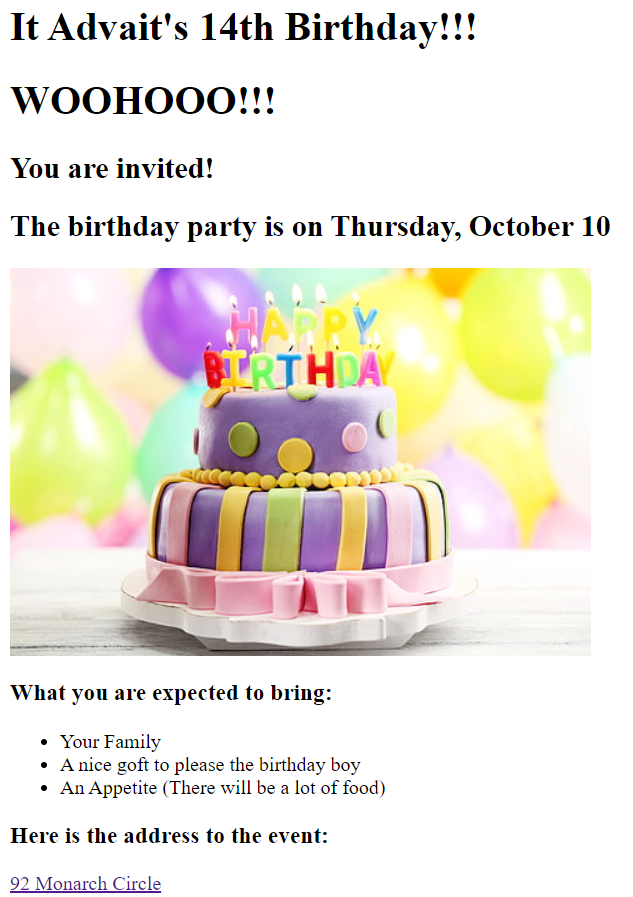 It Advait's 14th Birthday!!!
WOOHOOO!!!
You are invited!
The birthday party is on Thursday, October 10
HAPPY
BIRTHDAY
What you are expected to bring:
Your Family
A nice goft to please the birthday boy
An Appetite (There will be a lot of food)
Here is the address to the event:
92 Monarch Circle